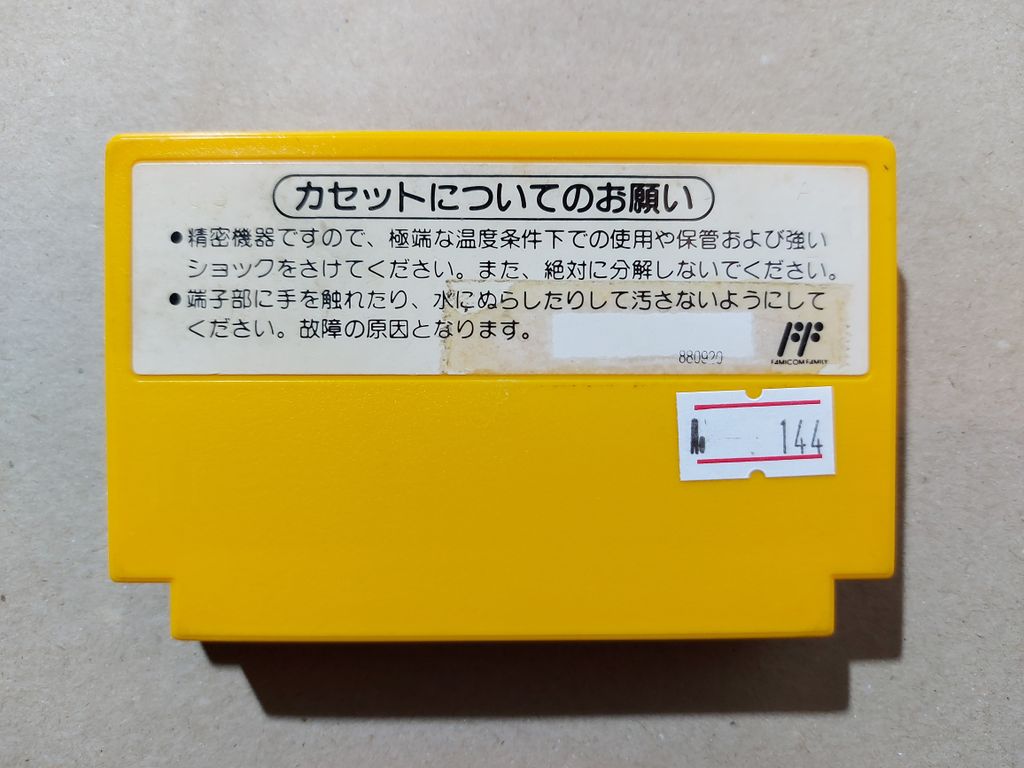 カセットについてのお願い
●精密機器ですので、極端な温度条件下での使用や保管および強い
ショックをさけてください。また、絶対に分解しないでください。
●端子部に手を触れたり、水にぬらしたりして汚さないようにして
ください。故障の原因となります。
880920
FAMICOM FAMILY
144